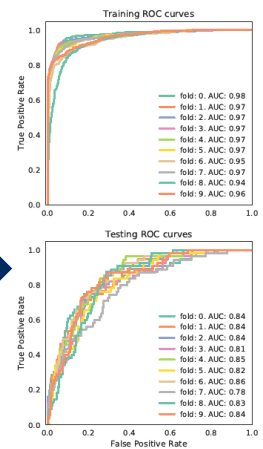 Training ROC curves
1.0
0.8
0.6
0.4
0.2
0.0
True Positive Rate
fold: 0. AUC: 0.98
fold: 1. AUC: 0.97
fold: 2. AUC: 0.97
fold: 3. AUC: 0.97
fold: 4. AUC: 0.97
fold: 5. AUC: 0.97
fold: 6. AUC: 0.95
fold: 7. AUC: 0.97
fold: 8. AUC: 0.94
fold: 9. AUC: 0.96
0.0 0.2 0.4 0.6 0.8 1.0
Testing ROC curves
1.0
0.8
0.6
0.4
0.2
0.0
True Positive Rate
fold: 0. AUC: 0.84
fold: 1. AUC: 0.84
fold: 2. AUC: 0.84
fold: 3. AUC: 0.81
fold: 4. AUC: 0.85
fold: 5. AUC: 0.82
fold: 6. AUC: 0.86
fold: 7. AUC: 0.78
fold: 8. AUC: 0.83
fold: 9. AUC: 0.84
0.0 0.2 0.4 0.6 0.8 1.0
False Positive Rate